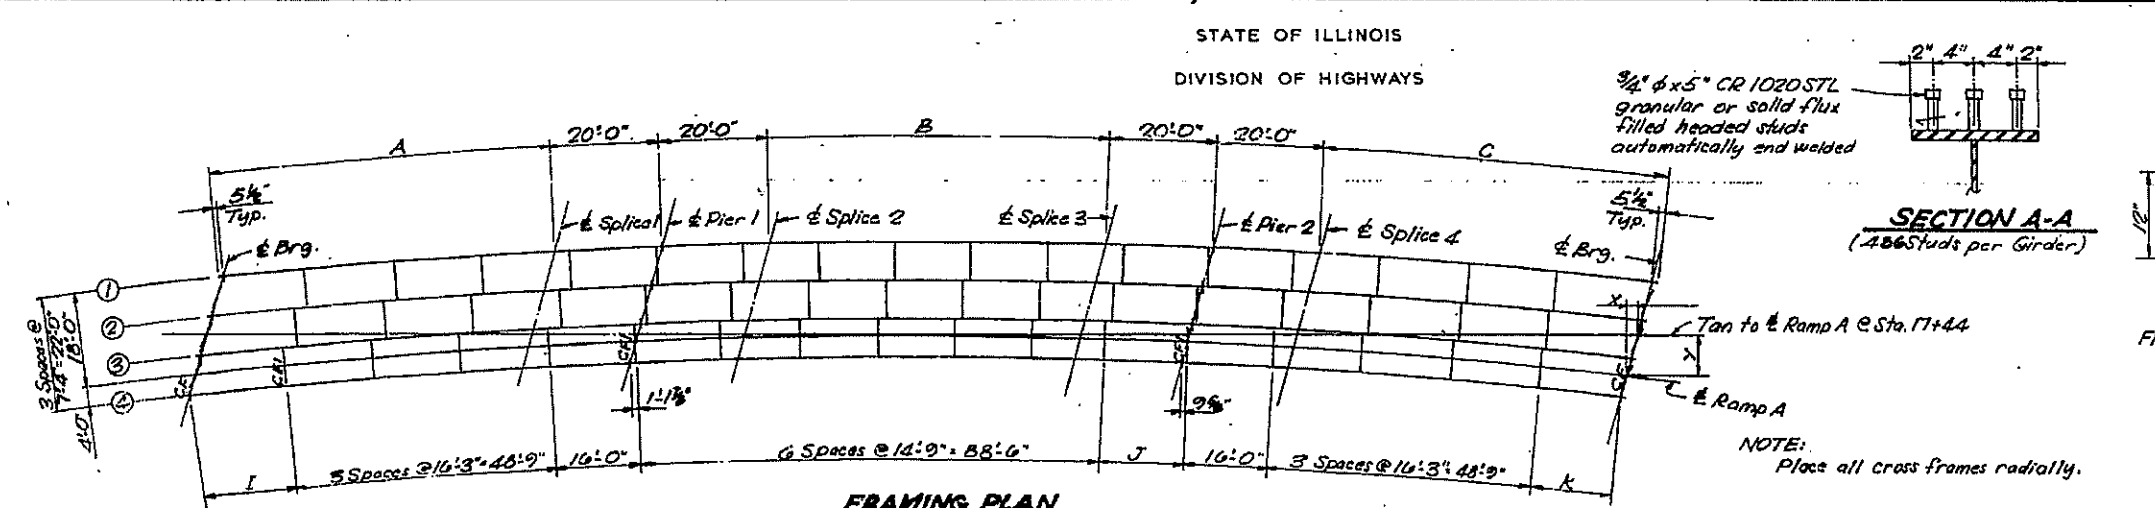 STATE OF ILLINOIS
DIVISION OF HIGHWAYS
2" 4" 4" 2"
3/4" φ x 5" CR 1020 STL
granular or solid flux
filled headed studs
automatically end welded
SECTION A-A
(486 Studs per Girder)
12"
A
20'-0"
20'-0"
B
20'-0"
20'-0"
C
5½"
Typ.
5½"
Typ.
℄ Brg.
℄ Splice 1
℄ Pier 1
℄ Splice 2
℄ Splice 3
℄ Pier 2
℄ Splice 4
℄ Brg.
1
2
3
4
3 Spaces @
7'-4" = 22'-0"
18'-0"
4'-0"
C.F.
CF1
CF1
CF1
C.F.
X
Y
Tan to ℄ Ramp A @ Sta. 17+44
℄ Ramp A
1'-1⅞"
I
3 Spaces @ 16'-3" = 48'-9"
16'-0"
6 Spaces @ 14'-9" = 88'-6"
J
16'-0"
3 Spaces @ 16'-3" = 48'-9"
K
NOTE:
Place all cross frames radially.
FRAMING PLAN